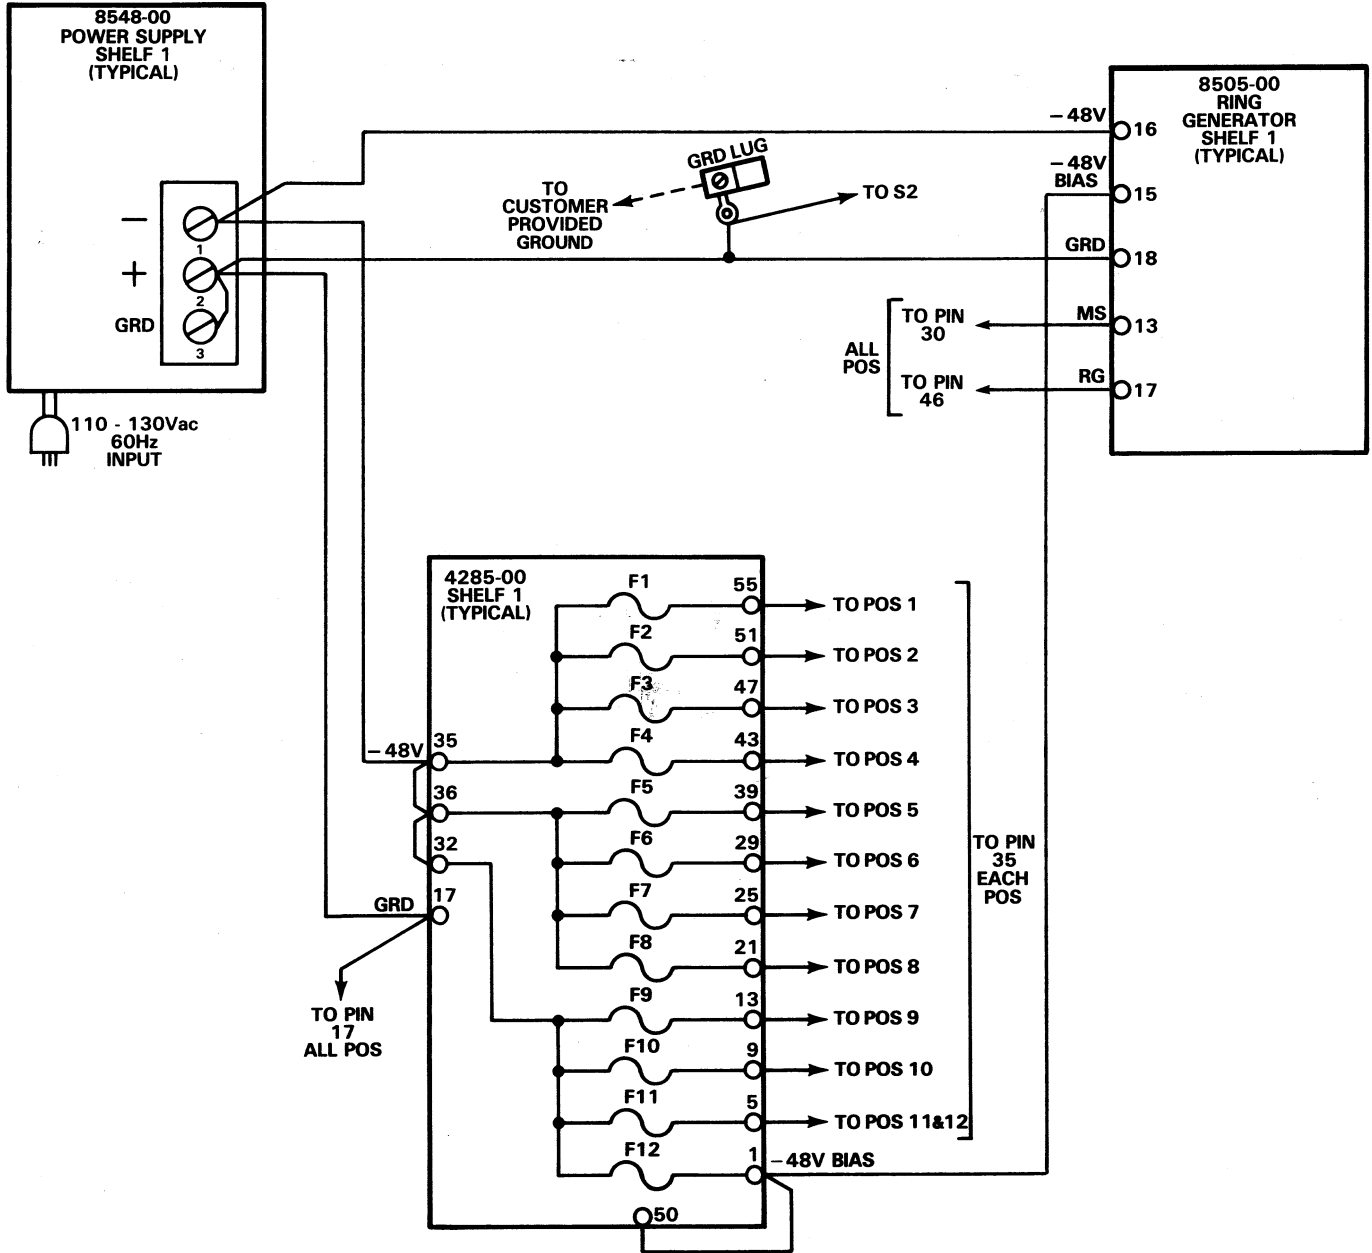 8548-00
POWER SUPPLY
SHELF 1
(TYPICAL)
−
1
+
2
GRD
3
110 - 130Vac
60Hz
INPUT
GRD LUG
TO
CUSTOMER
PROVIDED
GROUND
TO S2
8505-00
RING
GENERATOR
SHELF 1
(TYPICAL)
−48V
16
−48V
BIAS
15
GRD
18
MS
13
RG
17
ALL
POS
TO PIN
30
TO PIN
46
4285-00
SHELF 1
(TYPICAL)
−48V
35
36
32
GRD
17
TO PIN
17
ALL POS
F1
55
TO POS 1
F2
51
TO POS 2
F3
47
TO POS 3
F4
43
TO POS 4
F5
39
TO POS 5
F6
29
TO POS 6
F7
25
TO POS 7
F8
21
TO POS 8
F9
13
TO POS 9
F10
9
TO POS 10
F11
5
TO POS 11&12
F12
1
−48V BIAS
50
TO PIN
35
EACH
POS